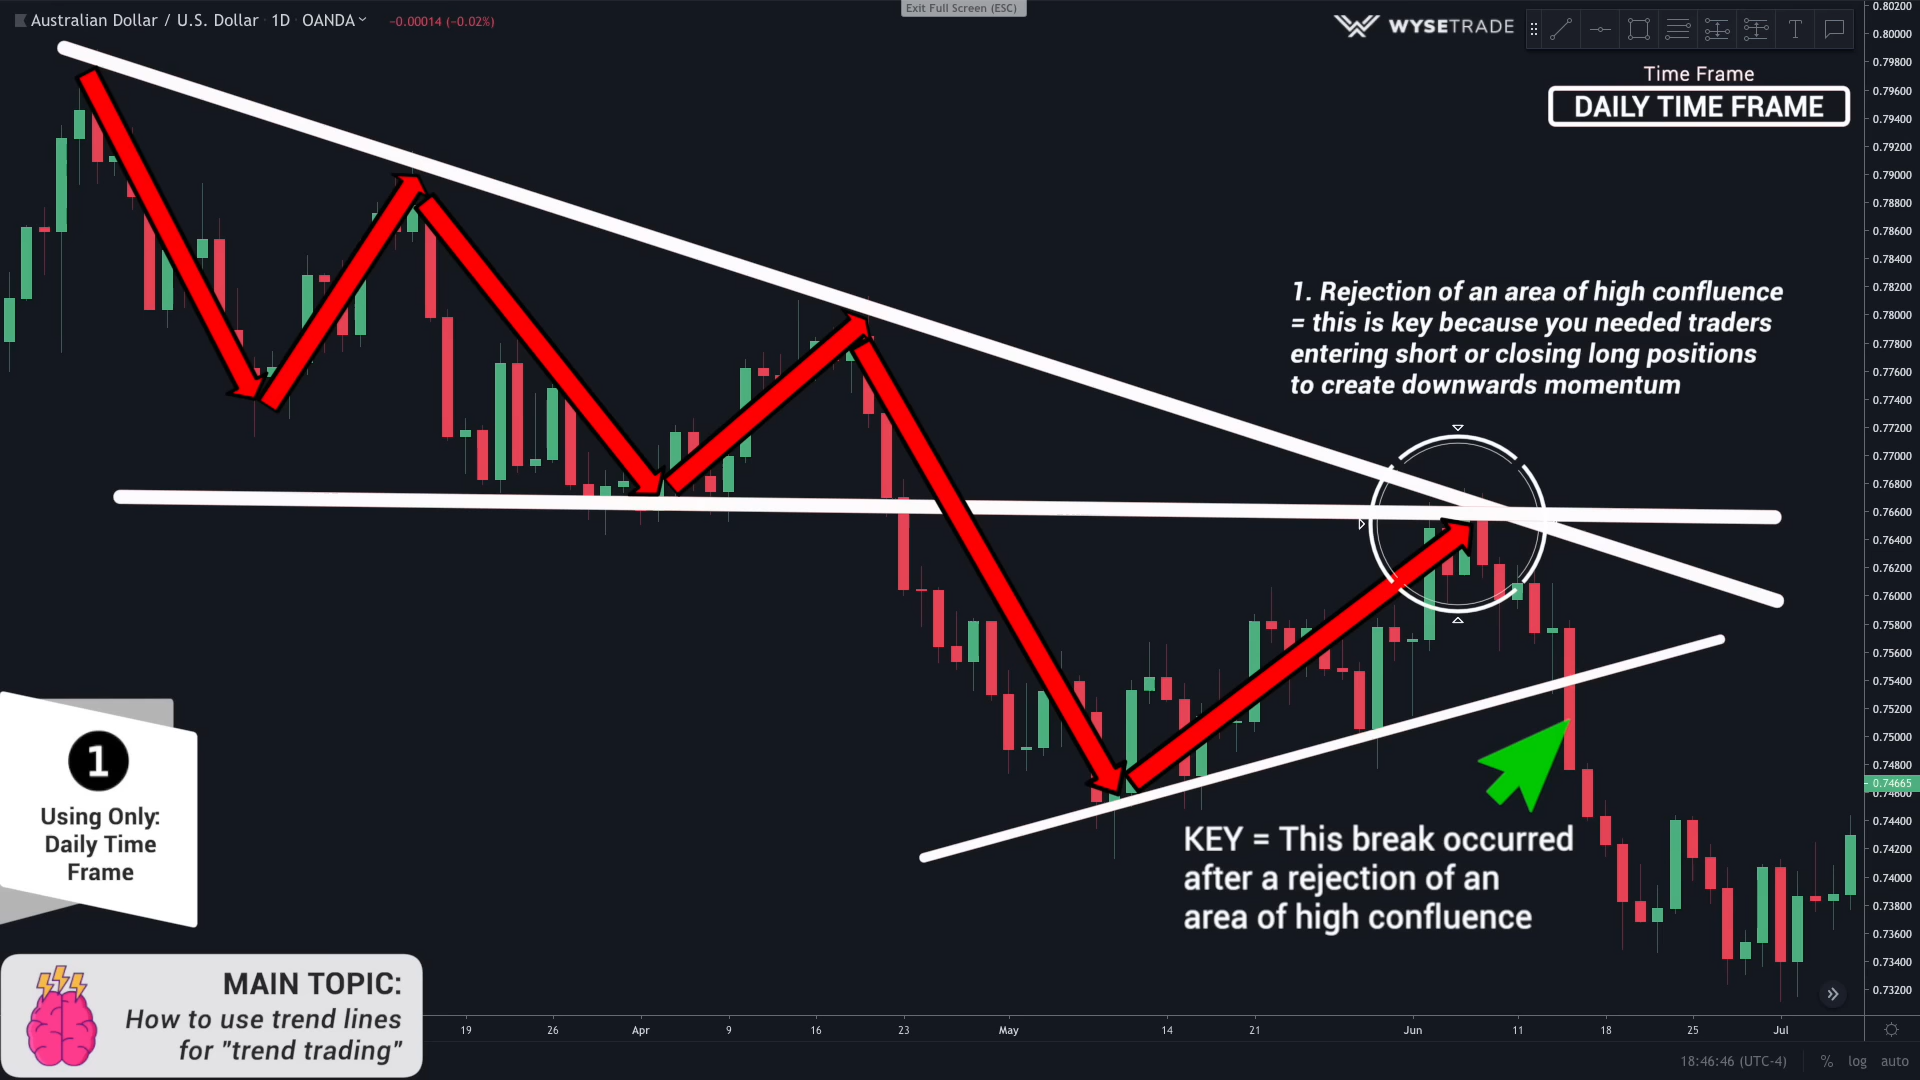 Exit Full Screen (ESC)
Australian Dollar / U.S. Dollar 1D OANDA −0.00014 (−0.02%)
WYSETRADE
T
Time Frame
DAILY TIME FRAME
1. Rejection of an area of high confluence
= this is key because you needed traders
entering short or closing long positions
to create downwards momentum
KEY = This break occurred
after a rejection of an
area of high confluence
1
Using Only:
Daily Time
Frame
MAIN TOPIC:
How to use trend lines
for "trend trading"
0.80200
0.80000
0.79800
0.79600
0.79400
0.79200
0.79000
0.78800
0.78600
0.78400
0.78200
0.78000
0.77800
0.77600
0.77400
0.77200
0.77000
0.76800
0.76600
0.76400
0.76200
0.76000
0.75800
0.75600
0.75400
0.75200
0.75000
0.74800
0.74665
0.74600
0.74400
0.74200
0.74000
0.73800
0.73600
0.73400
0.73200
19 26 Apr 9 16 23 May 14 21 Jun 11 18 25 Jul
18:46:46 (UTC-4) % log auto